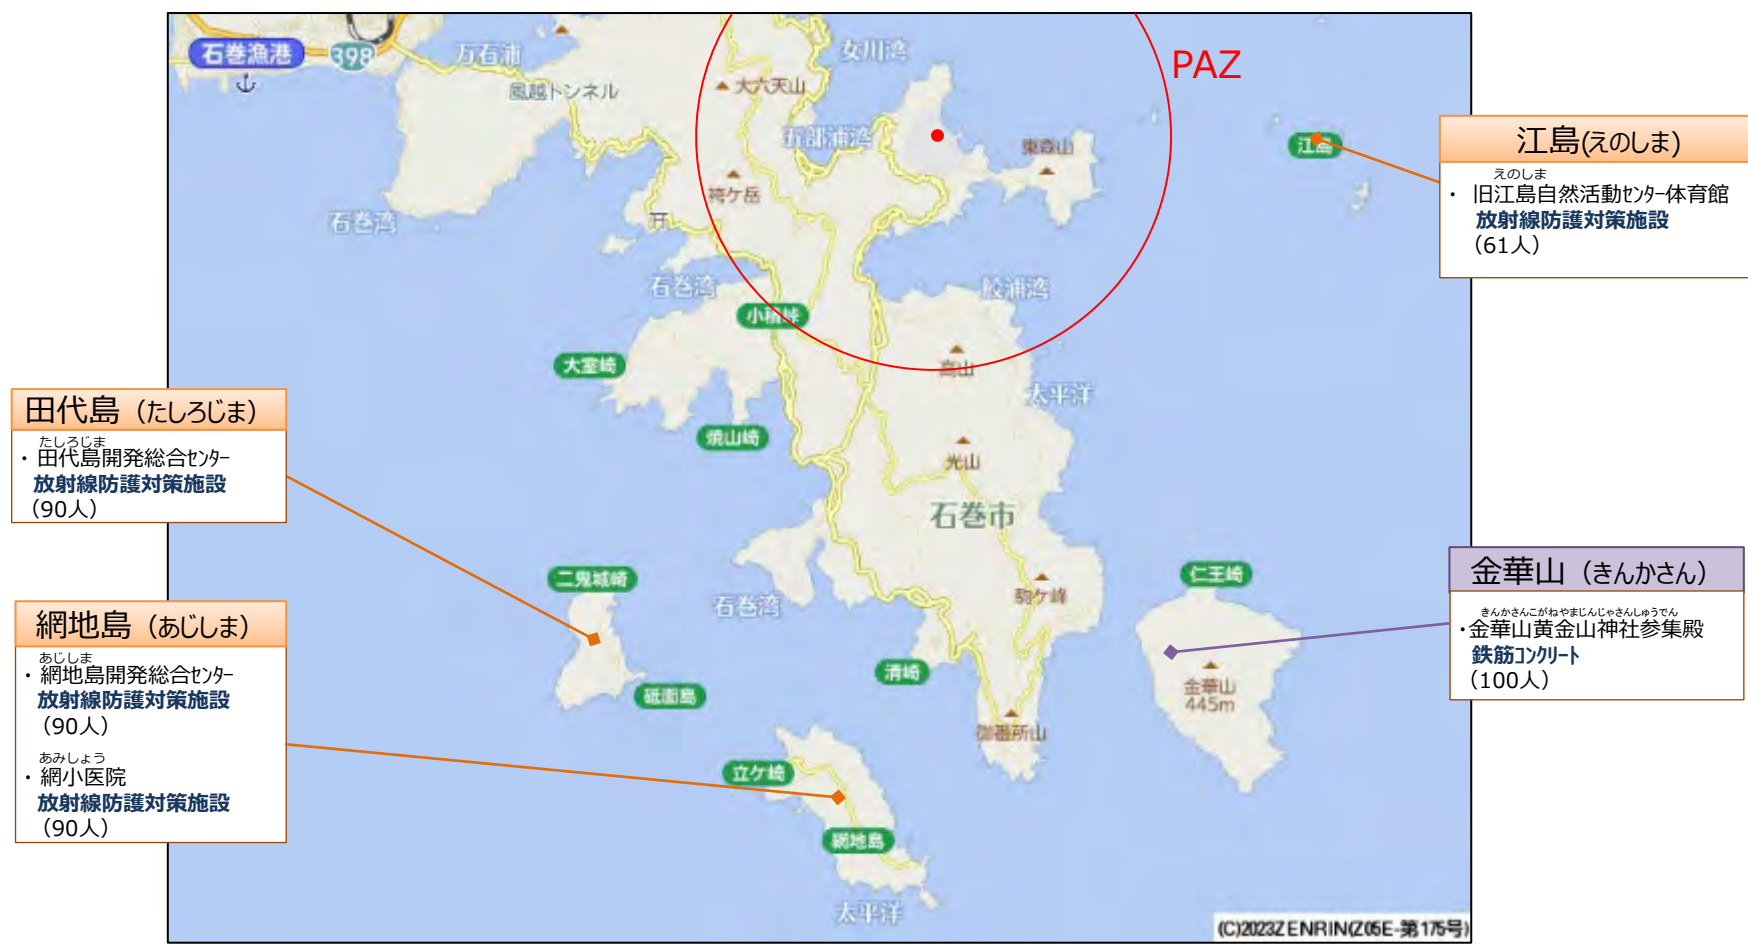 石巻漁港
398
万石浦
風越トンネル
大六天山
女川湾
PAZ
五部浦湾
東森山
江島
袴ケ岳
石巻湾
石巻湾
鮫浦湾
小積峠
大室崎
高山
太平洋
焼山崎
光山
石巻市
二鬼城崎
石巻湾
駒ケ峰
仁王崎
清崎
砥面島
金華山
445m
御番所山
立ケ崎
網地島
太平洋
(C)2023ZENRIN(Z05E-第175号)
江島(えのしま)
えのしま
・ 旧江島自然活動センター体育館
放射線防護対策施設
(61人)
田代島（たしろじま）
たしろじま
・田代島開発総合センター
放射線防護対策施設
（90人）
網地島（あじしま）
あじしま
・網地島開発総合センター
放射線防護対策施設
（90人）
あみしょう
・網小医院
放射線防護対策施設
（90人）
金華山（きんかさん）
きんかさんこがねやまじんじゃさんしゅうでん
・金華山黄金山神社参集殿
鉄筋コンクリート
（100人）